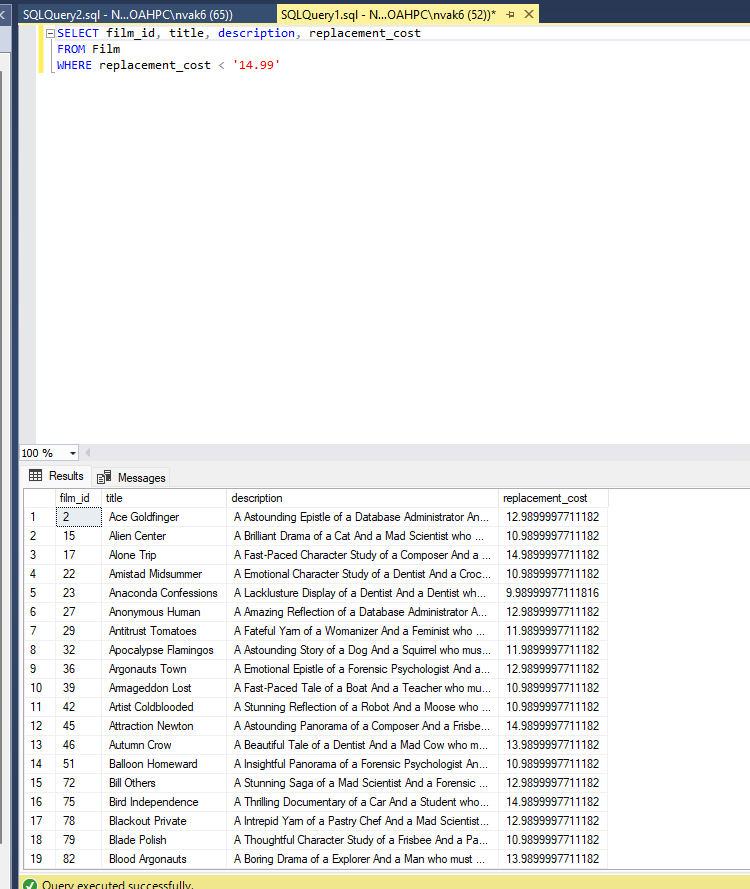 SQLQuery2.sql - N...OAHPC\nvak6 (65))
SQLQuery1.sql - N...OAHPC\nvak6 (52))*
SELECT film_id, title, description, replacement_cost
FROM Film
WHERE replacement_cost < '14.99'
100 %
Results Messages
film_id title description replacement_cost
1 2 Ace Goldfinger A Astounding Epistle of a Database Administrator An... 12.9899997711182
2 15 Alien Center A Brilliant Drama of a Cat And a Mad Scientist who ... 10.9899997711182
3 17 Alone Trip A Fast-Paced Character Study of a Composer And a ... 14.9899997711182
4 22 Amistad Midsummer A Emotional Character Study of a Dentist And a Croc... 10.9899997711182
5 23 Anaconda Confessions A Lacklusture Display of a Dentist And a Dentist wh... 9.98999977111816
6 27 Anonymous Human A Amazing Reflection of a Database Administrator A... 12.9899997711182
7 29 Antitrust Tomatoes A Fateful Yarn of a Womanizer And a Feminist who ... 11.9899997711182
8 32 Apocalypse Flamingos A Astounding Story of a Dog And a Squirrel who mus... 11.9899997711182
9 36 Argonauts Town A Emotional Epistle of a Forensic Psychologist And a... 12.9899997711182
10 39 Armageddon Lost A Fast-Paced Tale of a Boat And a Teacher who mu... 10.9899997711182
11 42 Artist Coldblooded A Stunning Reflection of a Robot And a Moose who ... 10.9899997711182
12 45 Attraction Newton A Astounding Panorama of a Composer And a Frisbe... 14.9899997711182
13 46 Autumn Crow A Beautiful Tale of a Dentist And a Mad Cow who m... 13.9899997711182
14 51 Balloon Homeward A Insightful Panorama of a Forensic Psychologist An... 10.9899997711182
15 72 Bill Others A Stunning Saga of a Mad Scientist And a Forensic ... 12.9899997711182
16 75 Bird Independence A Thrilling Documentary of a Car And a Student who... 14.9899997711182
17 78 Blackout Private A Intrepid Yarn of a Pastry Chef And a Mad Scientist... 12.9899997711182
18 79 Blade Polish A Thoughtful Character Study of a Frisbee And a Pa... 10.9899997711182
19 82 Blood Argonauts A Boring Drama of a Explorer And a Man who must ... 13.9899997711182
Query executed successfully.